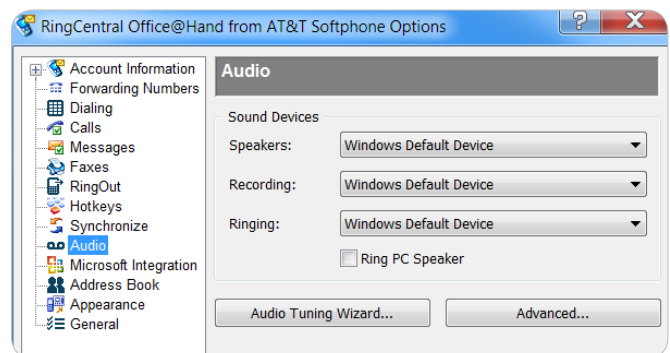 RingCentral Office@Hand from AT&T Softphone Options
?
X
Account Information
Forwarding Numbers
Dialing
Calls
Messages
Faxes
RingOut
Hotkeys
Synchronize
Audio
Microsoft Integration
Address Book
Appearance
General
Audio
Sound Devices
Speakers: Windows Default Device
Recording: Windows Default Device
Ringing: Windows Default Device
Ring PC Speaker
Audio Tuning Wizard... Advanced...